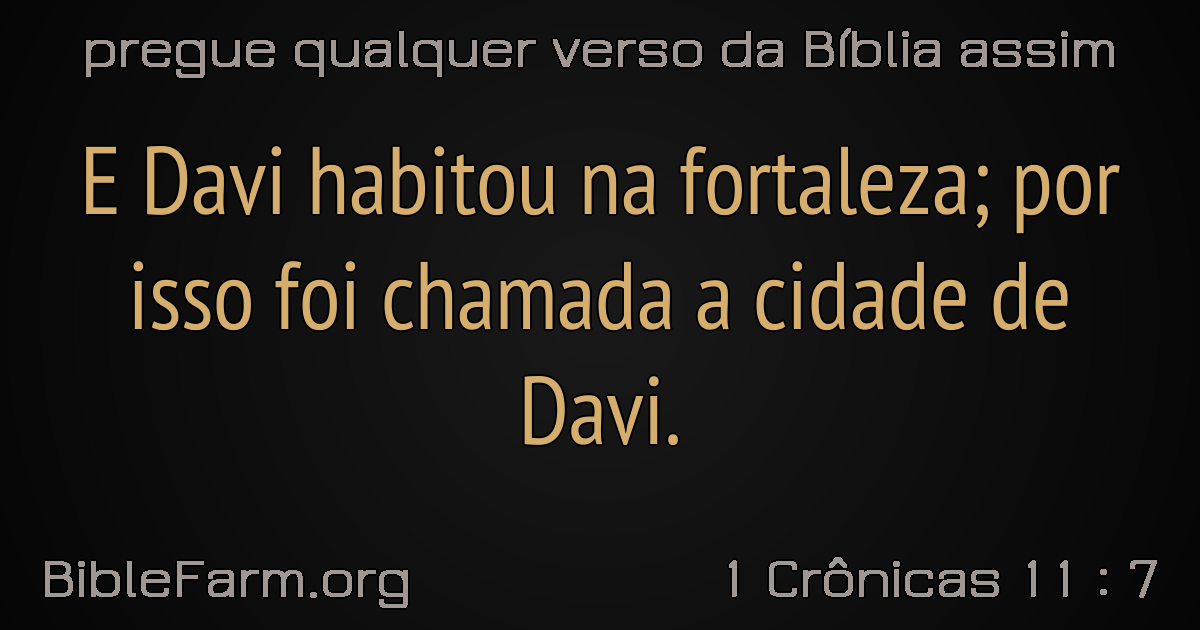 pregue qualquer verso da Bíblia assim
E Davi habitou na fortaleza; por
isso foi chamada a cidade de
Davi.
BibleFarm.org 1 Crônicas 11 : 7